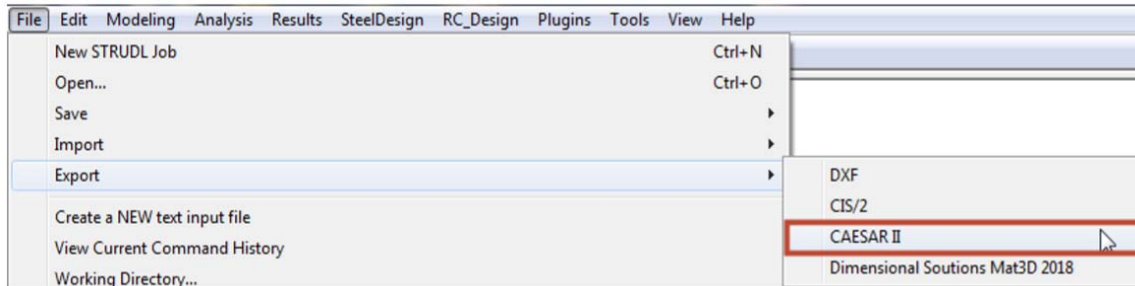 File Edit Modeling Analysis Results SteelDesign RC_Design Plugins Tools View Help
New STRUDL Job Ctrl+N
Open... Ctrl+O
Save
Import
Export
DXF
Create a NEW text input file
CIS/2
View Current Command History
CAESAR II
Working Directory...
Dimensional Soutions Mat3D 2018